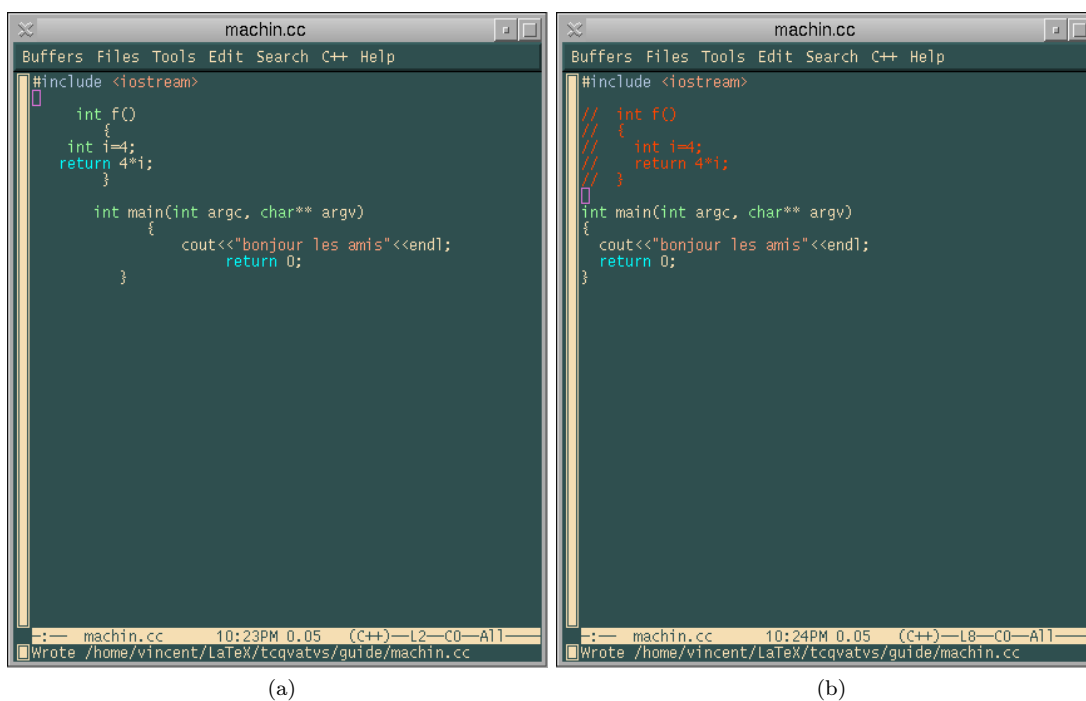 machin.cc
Buffers Files Tools Edit Search C++ Help
#include <iostream>
int f()
{
int i=4;
return 4*i;
}
int main(int argc, char** argv)
{
cout<<"bonjour les amis"<<endl;
return 0;
}
-:-- machin.cc 10:23PM 0.05 (C++)--L2--C0--All----
Wrote /home/vincent/LaTeX/tcqvatvs/guide/machin.cc
(a)
machin.cc
Buffers Files Tools Edit Search C++ Help
#include <iostream>
// int f()
// {
// int i=4;
// return 4*i;
// }
int main(int argc, char** argv)
{
cout<<"bonjour les amis"<<endl;
return 0;
}
-:-- machin.cc 10:24PM 0.05 (C++)--L8--C0--All----
Wrote /home/vincent/LaTeX/tcqvatvs/guide/machin.cc
(b)